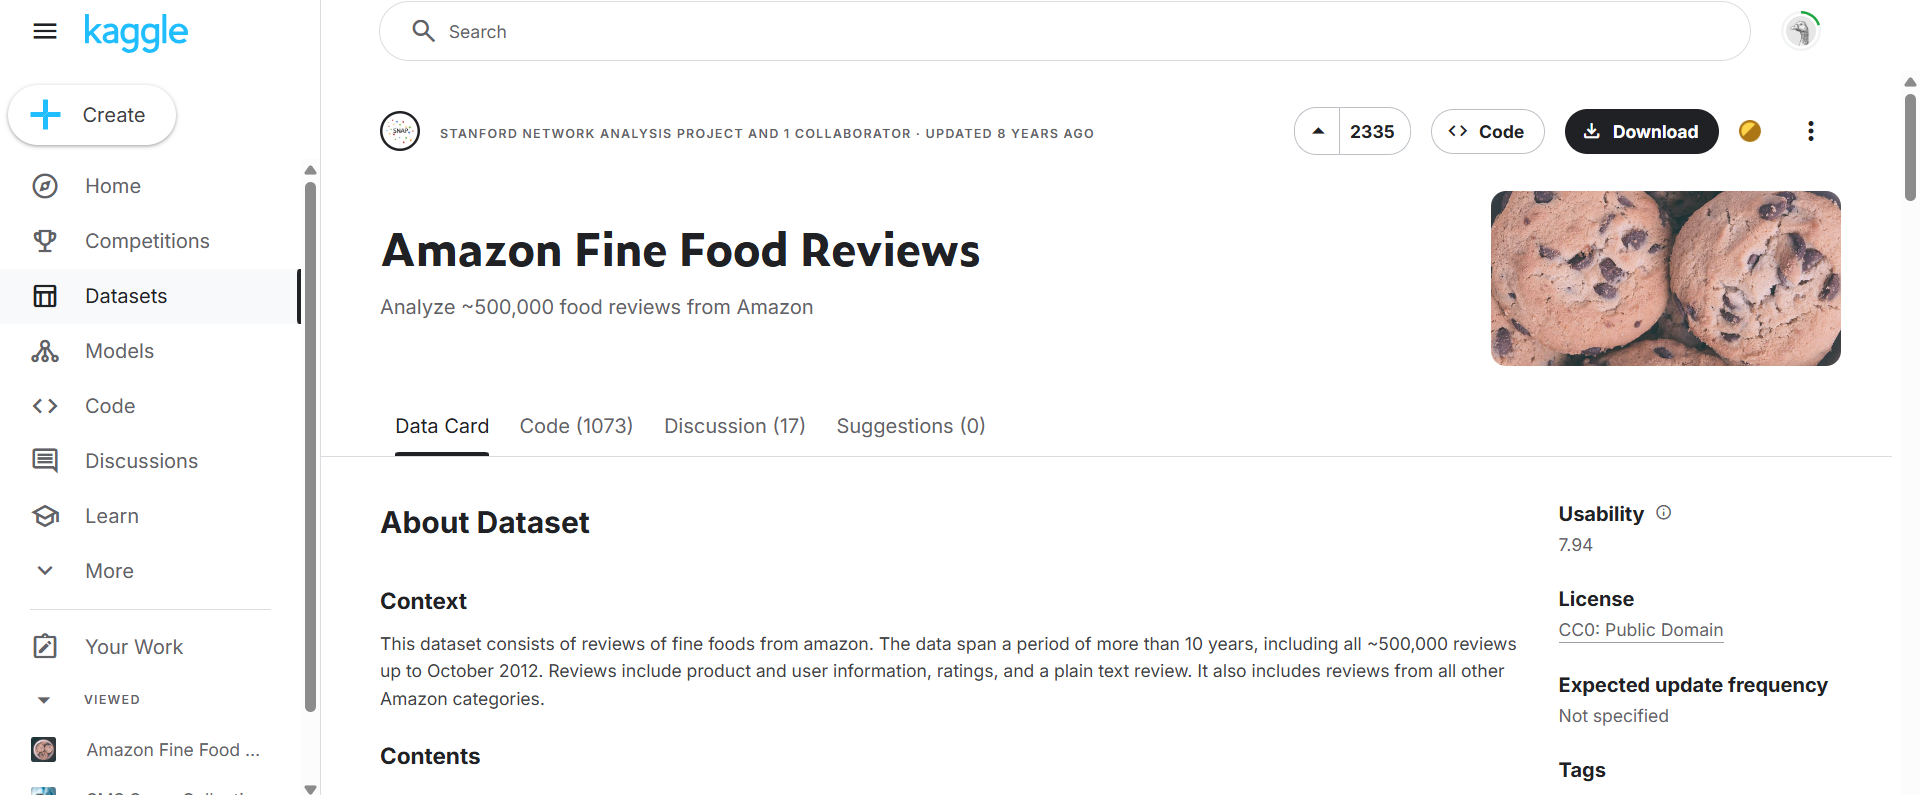 kaggle
Search
Create
Home
Competitions
Datasets
Models
Code
Discussions
Learn
More
Your Work
VIEWED
Amazon Fine Food ...
SNAP
STANFORD NETWORK ANALYSIS PROJECT AND 1 COLLABORATOR · UPDATED 8 YEARS AGO
2335
Code
Download
Amazon Fine Food Reviews
Analyze ~500,000 food reviews from Amazon
Data Card
Code (1073)
Discussion (17)
Suggestions (0)
About Dataset
Context
This dataset consists of reviews of fine foods from amazon. The data span a period of more than 10 years, including all ~500,000 reviews
up to October 2012. Reviews include product and user information, ratings, and a plain text review. It also includes reviews from all other
Amazon categories.
Contents
Usability
7.94
License
CC0: Public Domain
Expected update frequency
Not specified
Tags